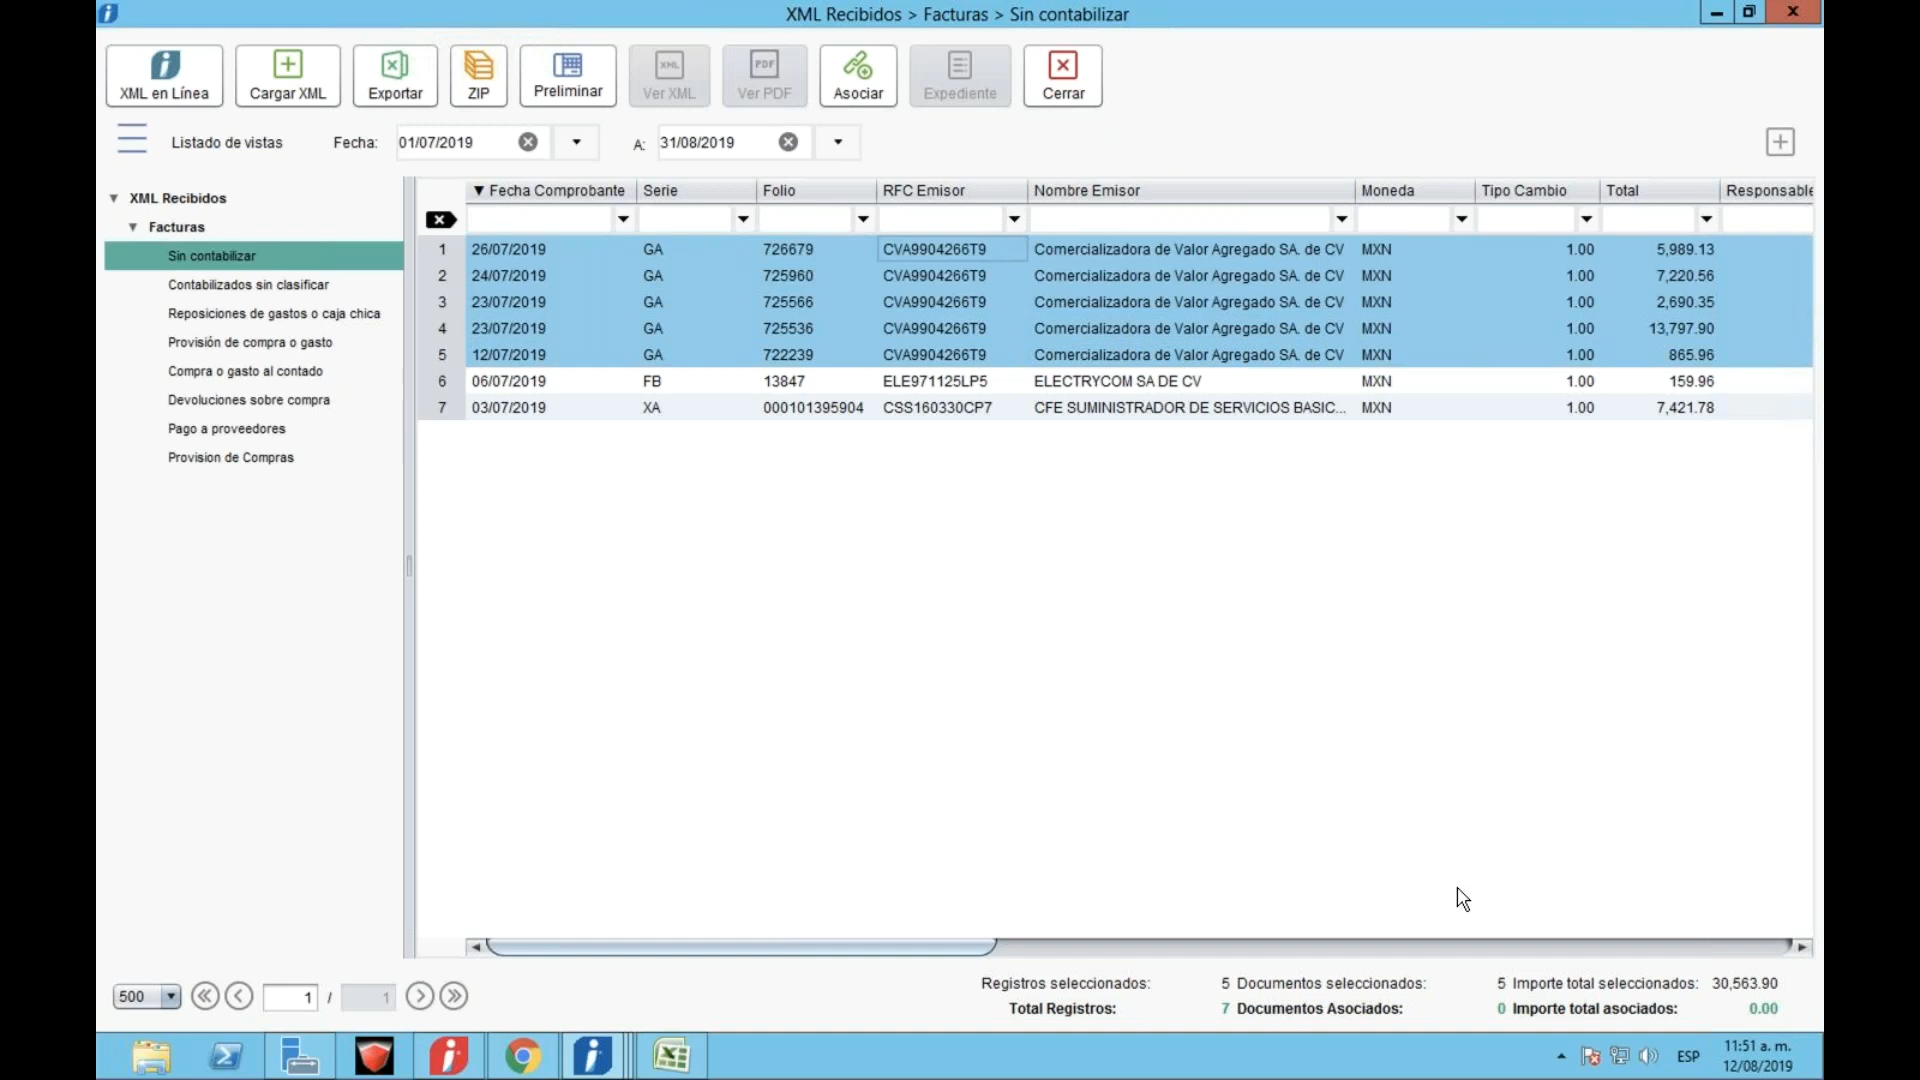 XML Recibidos > Facturas > Sin contabilizar
XML en Línea
Cargar XML
Exportar
ZIP
Preliminar
XML
Ver XML
PDF
Ver PDF
Asociar
Expediente
Cerrar
Listado de vistas
Fecha: 01/07/2019 A: 31/08/2019
XML Recibidos
Facturas
Sin contabilizar
Contabilizados sin clasificar
Reposiciones de gastos o caja chica
Provisión de compra o gasto
Compra o gasto al contado
Devoluciones sobre compra
Pago a proveedores
Provision de Compras
Fecha Comprobante Serie Folio RFC Emisor Nombre Emisor Moneda Tipo Cambio Total Responsable
1 26/07/2019 GA 726679 CVA9904266T9 Comercializadora de Valor Agregado SA. de CV MXN 1.00 5,989.13
2 24/07/2019 GA 725960 CVA9904266T9 Comercializadora de Valor Agregado SA. de CV MXN 1.00 7,220.56
3 23/07/2019 GA 725566 CVA9904266T9 Comercializadora de Valor Agregado SA. de CV MXN 1.00 2,690.35
4 23/07/2019 GA 725536 CVA9904266T9 Comercializadora de Valor Agregado SA. de CV MXN 1.00 13,797.90
5 12/07/2019 GA 722239 CVA9904266T9 Comercializadora de Valor Agregado SA. de CV MXN 1.00 865.96
6 06/07/2019 FB 13847 ELE971125LP5 ELECTRYCOM SA DE CV MXN 1.00 159.96
7 03/07/2019 XA 000101395904 CSS160330CP7 CFE SUMINISTRADOR DE SERVICIOS BASIC... MXN 1.00 7,421.78
500 1 / 1
Registros seleccionados: 5 Documentos seleccionados: 5 Importe total seleccionados: 30,563.90
Total Registros: 7 Documentos Asociados: 0 Importe total asociados: 0.00
ESP
11:51 a. m.
12/08/2019